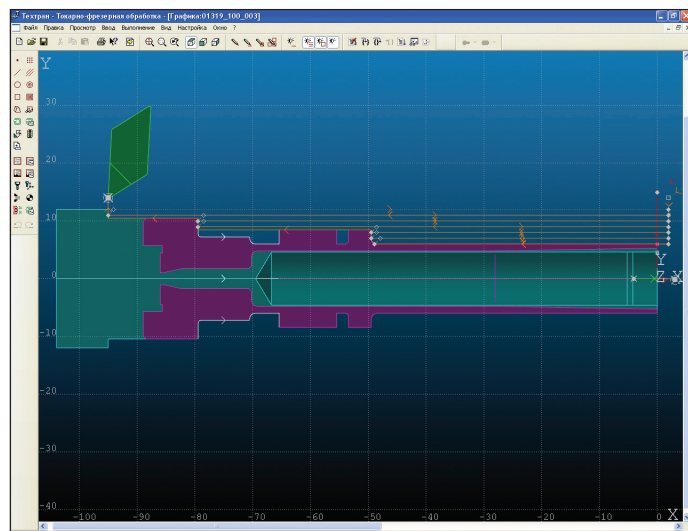 Техтран - Токарно-фрезерная обработка - [Графика:01319_100_003]
Файл Правка Просмотр Ввод Выполнение Вид Настройка Окно ?
Y
30
20
10
Y
0
Z X
-10
-20
-30
-40
-100 -90 -80 -70 -60 -50 -40 -30 -20 -10 0 X